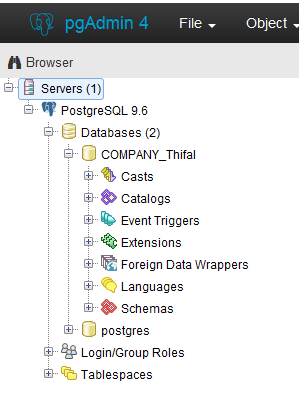 pgAdmin 4 File Object
Browser
Servers (1)
PostgreSQL 9.6
Databases (2)
COMPANY_Thifal
Casts
Catalogs
Event Triggers
Extensions
Foreign Data Wrappers
Languages
Schemas
postgres
Login/Group Roles
Tablespaces